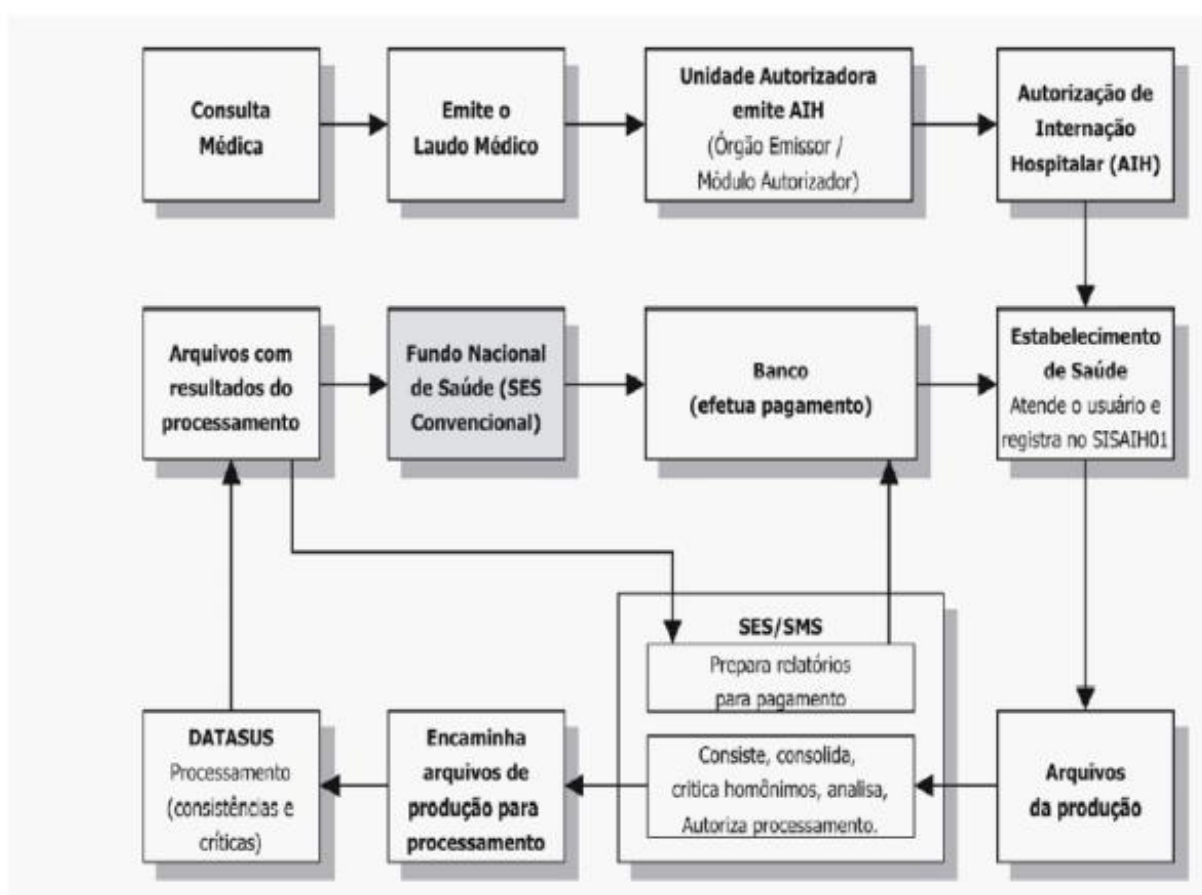 Consulta
Médica
Emite o
Laudo Médico
Unidade Autorizadora
emite AIH
(Órgão Emissor /
Módulo Autorizador)
Autorização de
Internação
Hospitalar (AIH)
Arquivos com
resultados do
processamento
Fundo Nacional
de Saúde (SES
Convencional)
Banco
(efetua pagamento)
Estabelecimento
de Saúde
Atende o usuário e
registra no SISAIH01
SES/SMS
Prepara relatórios
para pagamento
Consiste, consolida,
crítica homônimos, analisa,
Autoriza processamento.
DATASUS
Processamento
(consistências e
críticas)
Encaminha
arquivos de
produção para
processamento
Arquivos
da produção